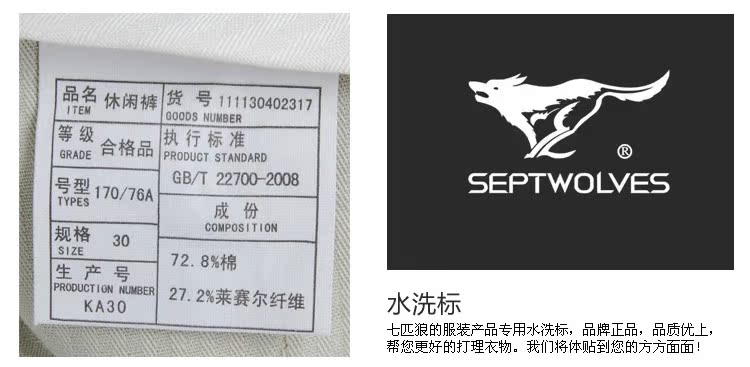 品名 休闲裤
ITEM
货 号 111130402317
GOODS NUMBER
等级 合格品
GRADE
执行标准
PRODUCT STANDARD
GB/T 22700-2008
号型 170/76A
TYPES
成 份
COMPOSITION
规格 30
SIZE
72.8%棉
27.2%莱赛尔纤维
生 产 号
PRODUCTION NUMBER
KA30
®
SEPTWOLVES
水洗标
七匹狼的服装产品专用水洗标，品牌正品，品质优上，
帮您更好的打理衣物。我们将体贴到您的方方面面！